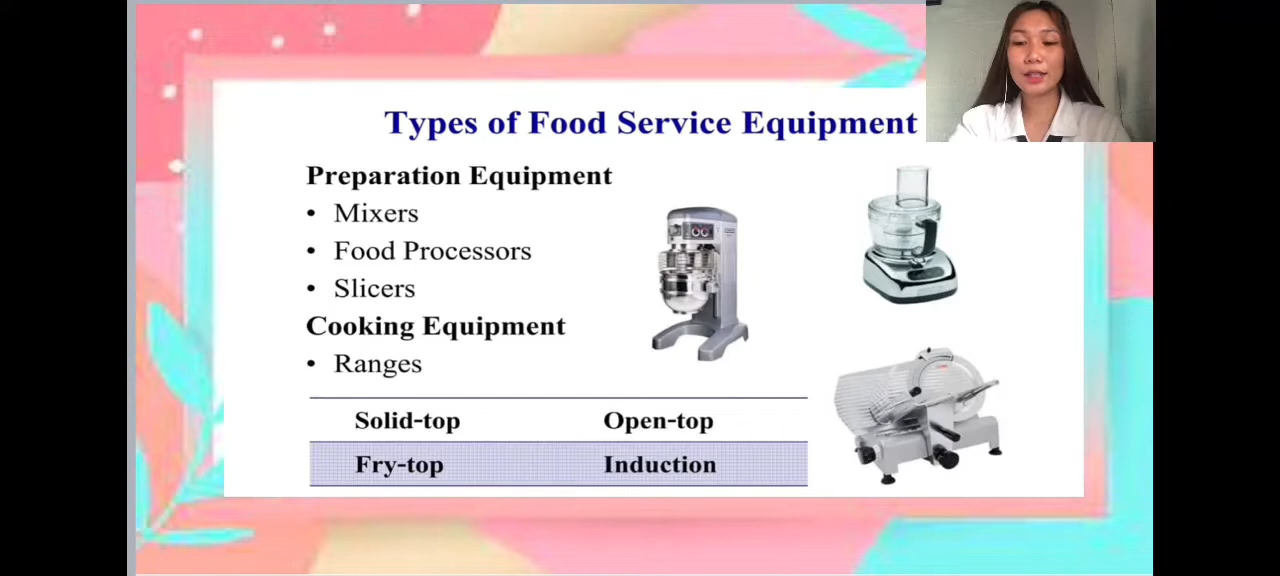 Types of Food Service Equipment
Preparation Equipment
• Mixers
• Food Processors
• Slicers
Cooking Equipment
• Ranges
Solid-top Open-top
Fry-top Induction